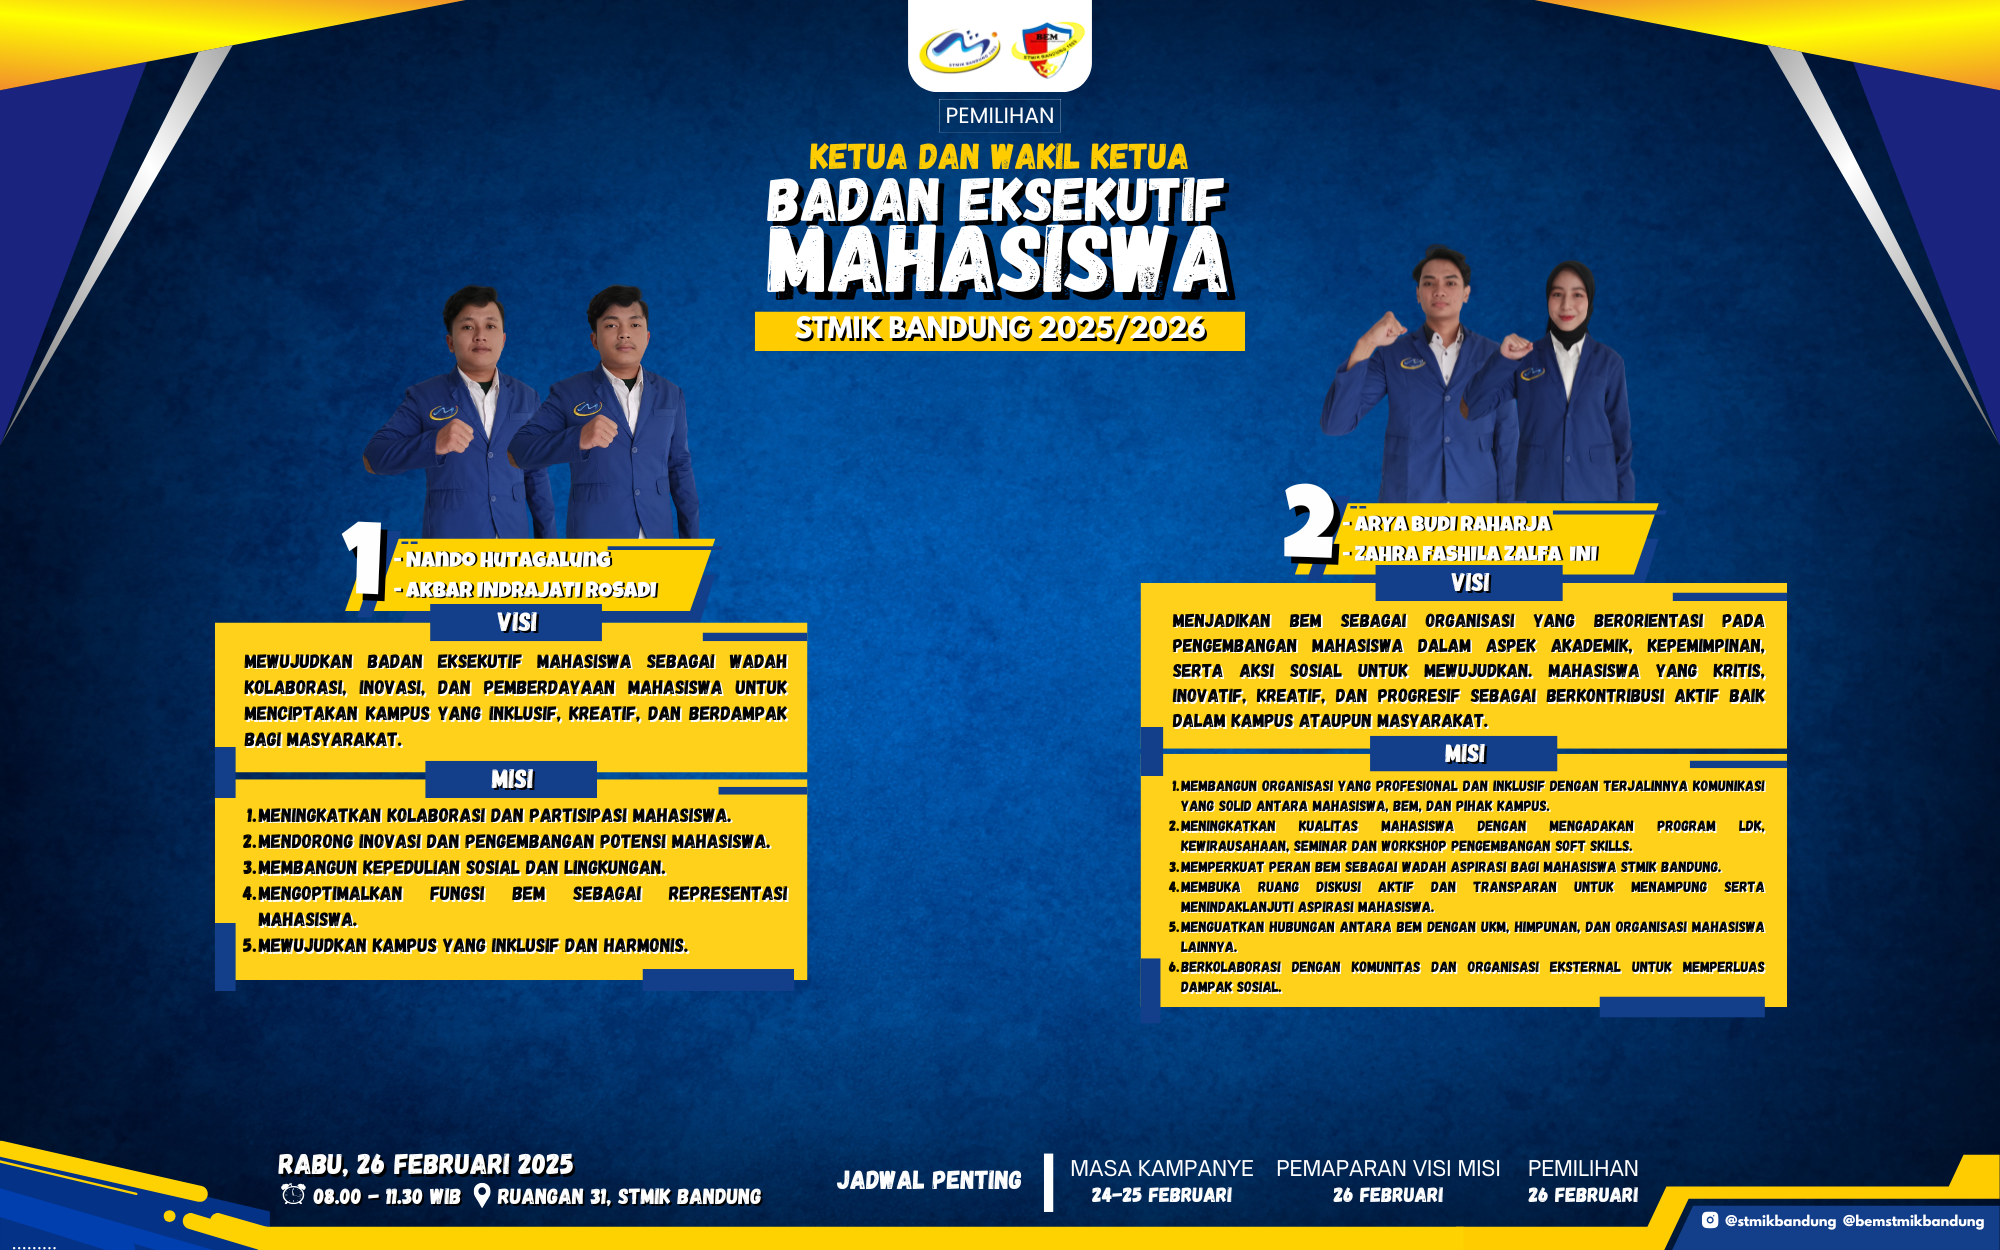 STMIK BANDUNG
BEM
STMIK BANDUNG
PEMILIHAN
KETUA DAN WAKIL KETUA
BADAN EKSEKUTIF
MAHASISWA
STMIK BANDUNG 2025/2026
1
- NANDO HUTAGALUNG
- AKBAR INDRAJATI ROSADI
VISI
MEWUJUDKAN BADAN EKSEKUTIF MAHASISWA SEBAGAI WADAH
KOLABORASI, INOVASI, DAN PEMBERDAYAAN MAHASISWA UNTUK
MENCIPTAKAN KAMPUS YANG INKLUSIF, KREATIF, DAN BERDAMPAK
BAGI MASYARAKAT.
MISI
1. MENINGKATKAN KOLABORASI DAN PARTISIPASI MAHASISWA.
2. MENDORONG INOVASI DAN PENGEMBANGAN POTENSI MAHASISWA.
3. MEMBANGUN KEPEDULIAN SOSIAL DAN LINGKUNGAN.
4. MENGOPTIMALKAN FUNGSI BEM SEBAGAI REPRESENTASI
MAHASISWA.
5. MEWUJUDKAN KAMPUS YANG INKLUSIF DAN HARMONIS.
2
- ARYA BUDI RAHARJA
- ZAHRA FASHILA ZALFA INI
VISI
MENJADIKAN BEM SEBAGAI ORGANISASI YANG BERORIENTASI PADA
PENGEMBANGAN MAHASISWA DALAM ASPEK AKADEMIK, KEPEMIMPINAN,
SERTA AKSI SOSIAL UNTUK MEWUJUDKAN. MAHASISWA YANG KRITIS,
INOVATIF, KREATIF, DAN PROGRESIF SEBAGAI BERKONTRIBUSI AKTIF BAIK
DALAM KAMPUS ATAUPUN MASYARAKAT.
MISI
1. MEMBANGUN ORGANISASI YANG PROFESIONAL DAN INKLUSIF DENGAN TERJALINNYA KOMUNIKASI
YANG SOLID ANTARA MAHASISWA, BEM, DAN PIHAK KAMPUS.
2. MENINGKATKAN KUALITAS MAHASISWA DENGAN MENGADAKAN PROGRAM LDK,
KEWIRAUSAHAAN, SEMINAR DAN WORKSHOP PENGEMBANGAN SOFT SKILLS.
3. MEMPERKUAT PERAN BEM SEBAGAI WADAH ASPIRASI BAGI MAHASISWA STMIK BANDUNG.
4. MEMBUKA RUANG DISKUSI AKTIF DAN TRANSPARAN UNTUK MENAMPUNG SERTA
MENINDAKLANJUTI ASPIRASI MAHASISWA.
5. MENGUATKAN HUBUNGAN ANTARA BEM DENGAN UKM, HIMPUNAN, DAN ORGANISASI MAHASISWA
LAINNYA.
6. BERKOLABORASI DENGAN KOMUNITAS DAN ORGANISASI EKSTERNAL UNTUK MEMPERLUAS
DAMPAK SOSIAL.
RABU, 26 FEBRUARI 2025
08.00 - 11.30 WIB RUANGAN 31, STMIK BANDUNG
JADWAL PENTING
MASA KAMPANYE
24-25 FEBRUARI
PEMAPARAN VISI MISI
26 FEBRUARI
PEMILIHAN
26 FEBRUARI
@stmikbandung @bemstmikbandung